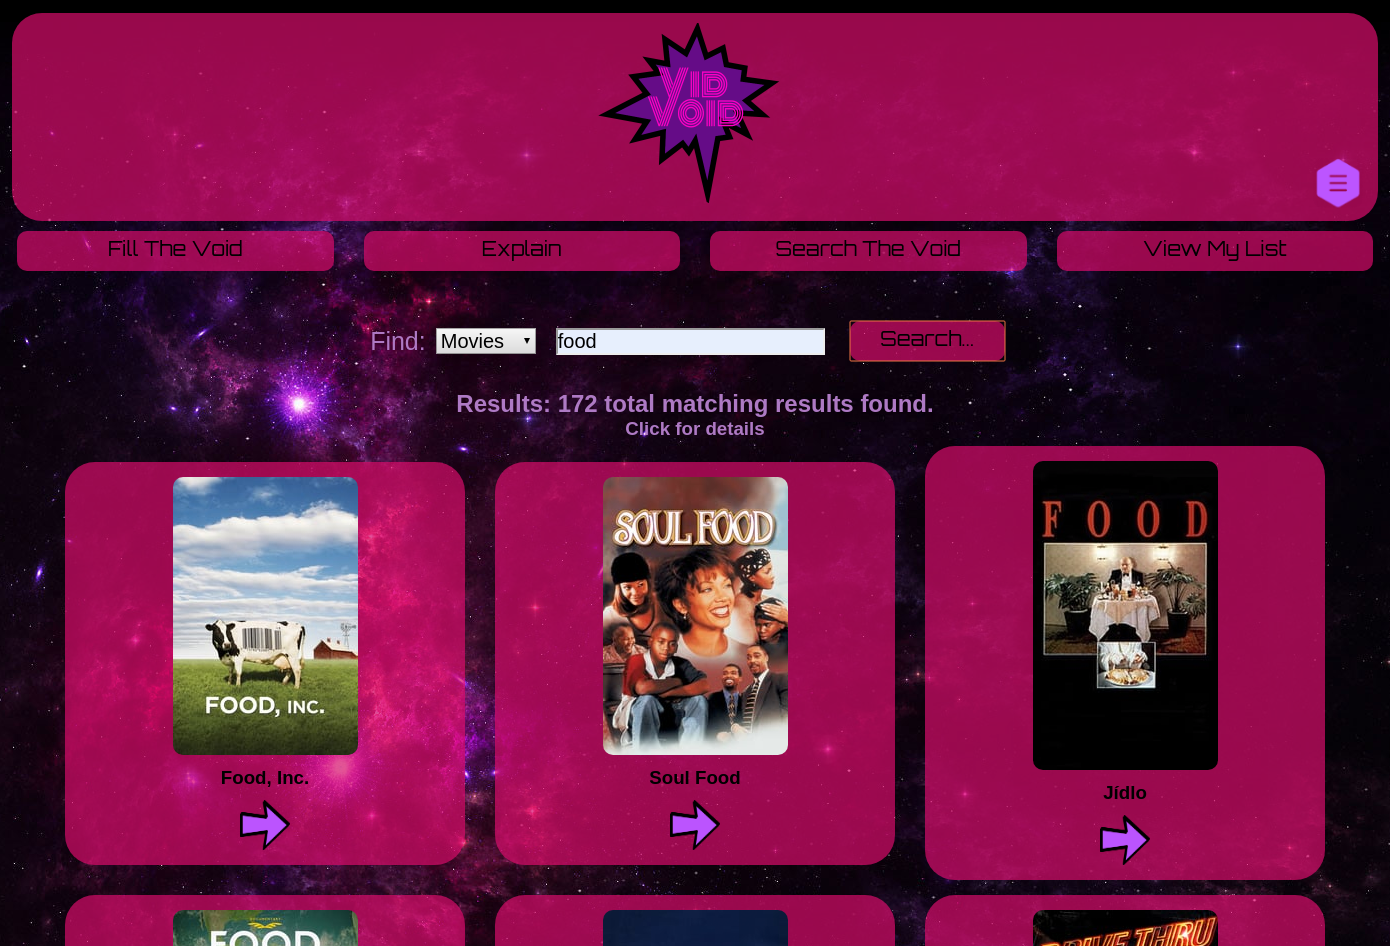 VID
VOID
Fill The Void
Explain
Search The Void
View My List
Find:
Movies
food
Search...
Results: 172 total matching results found.
Click for details
FOOD, INC.
SOUL FOOD
FOOD
Food, Inc.
Soul Food
Jídlo
FOOD
DRIVE THRU